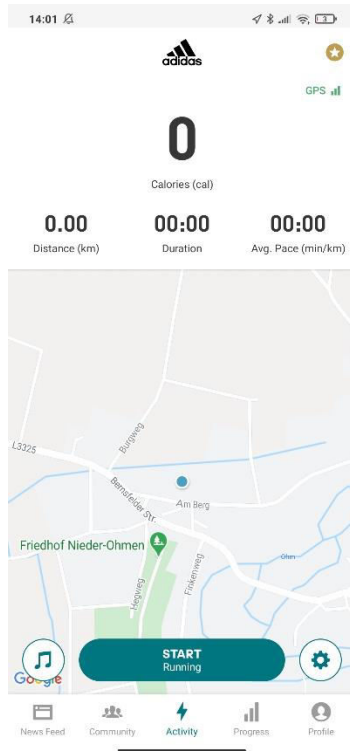 14:01
3
adidas
GPS
0
Calories (cal)
0.00 00:00 00:00
Distance (km) Duration Avg. Pace (min/km)
L3325
Burgweg
Bernsfelder Str.
Am Berg
Friedhof Nieder-Ohmen
Ohm
Hegweg
Finkenweg
START
Running
Google
News Feed Community Activity Progress Profile